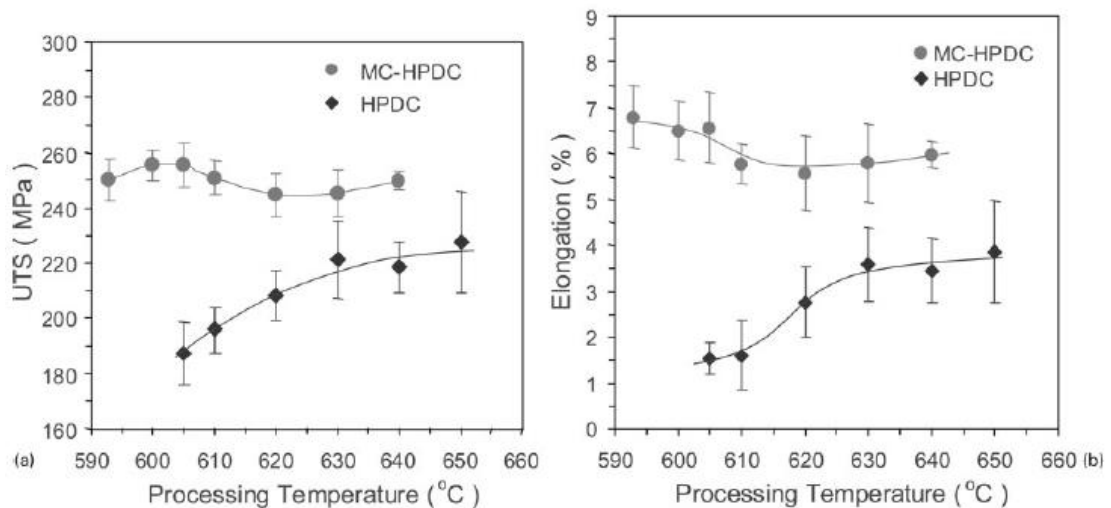 300
280
260
240
220
200
180
160
UTS ( MPa )
MC-HPDC
HPDC
(a)
590 600 610 620 630 640 650 660
Processing Temperature ( °C )
9
8
7
6
5
4
3
2
1
0
Elongation ( % )
MC-HPDC
HPDC
590 600 610 620 630 640 650 660 (b)
Processing Temperature ( °C )